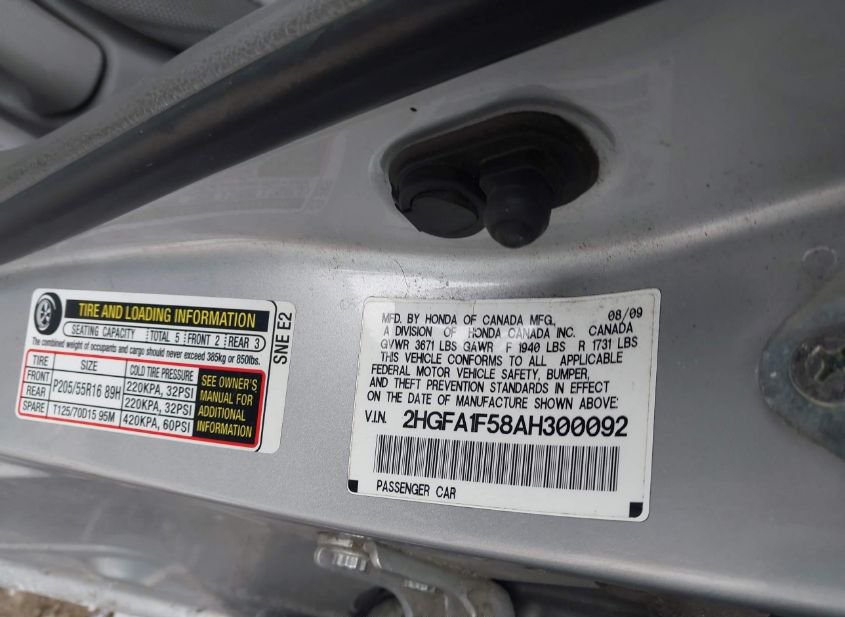 TIRE AND LOADING INFORMATION
SEATING CAPACITY TOTAL 5 FRONT 2 REAR 3
The combined weight of occupants and cargo should never exceed 385kg or 850lbs.
TIRE SIZE COLD TIRE PRESSURE
FRONT P205/55R16 89H 220KPA, 32PSI
REAR 220KPA, 32PSI
SPARE T125/70D15 95M 420KPA, 60PSI
SEE OWNER'S
MANUAL FOR
ADDITIONAL
INFORMATION
SNE E2
MFD. BY HONDA OF CANADA MFG. 08/09
A DIVISION OF HONDA CANADA INC. CANADA
GVWR 3671 LBS GAWR F 1940 LBS R 1731 LBS
THIS VEHICLE CONFORMS TO ALL APPLICABLE
FEDERAL MOTOR VEHICLE SAFETY, BUMPER,
AND THEFT PREVENTION STANDARDS IN EFFECT
ON THE DATE OF MANUFACTURE SHOWN ABOVE:
V.I.N. 2HGFA1F58AH300092
PASSENGER CAR